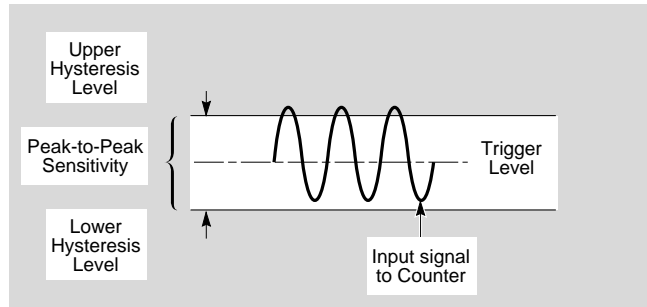 Upper
Hysteresis
Level
Peak-to-Peak
Sensitivity
Trigger
Level
Lower
Hysteresis
Level
Input signal
to Counter